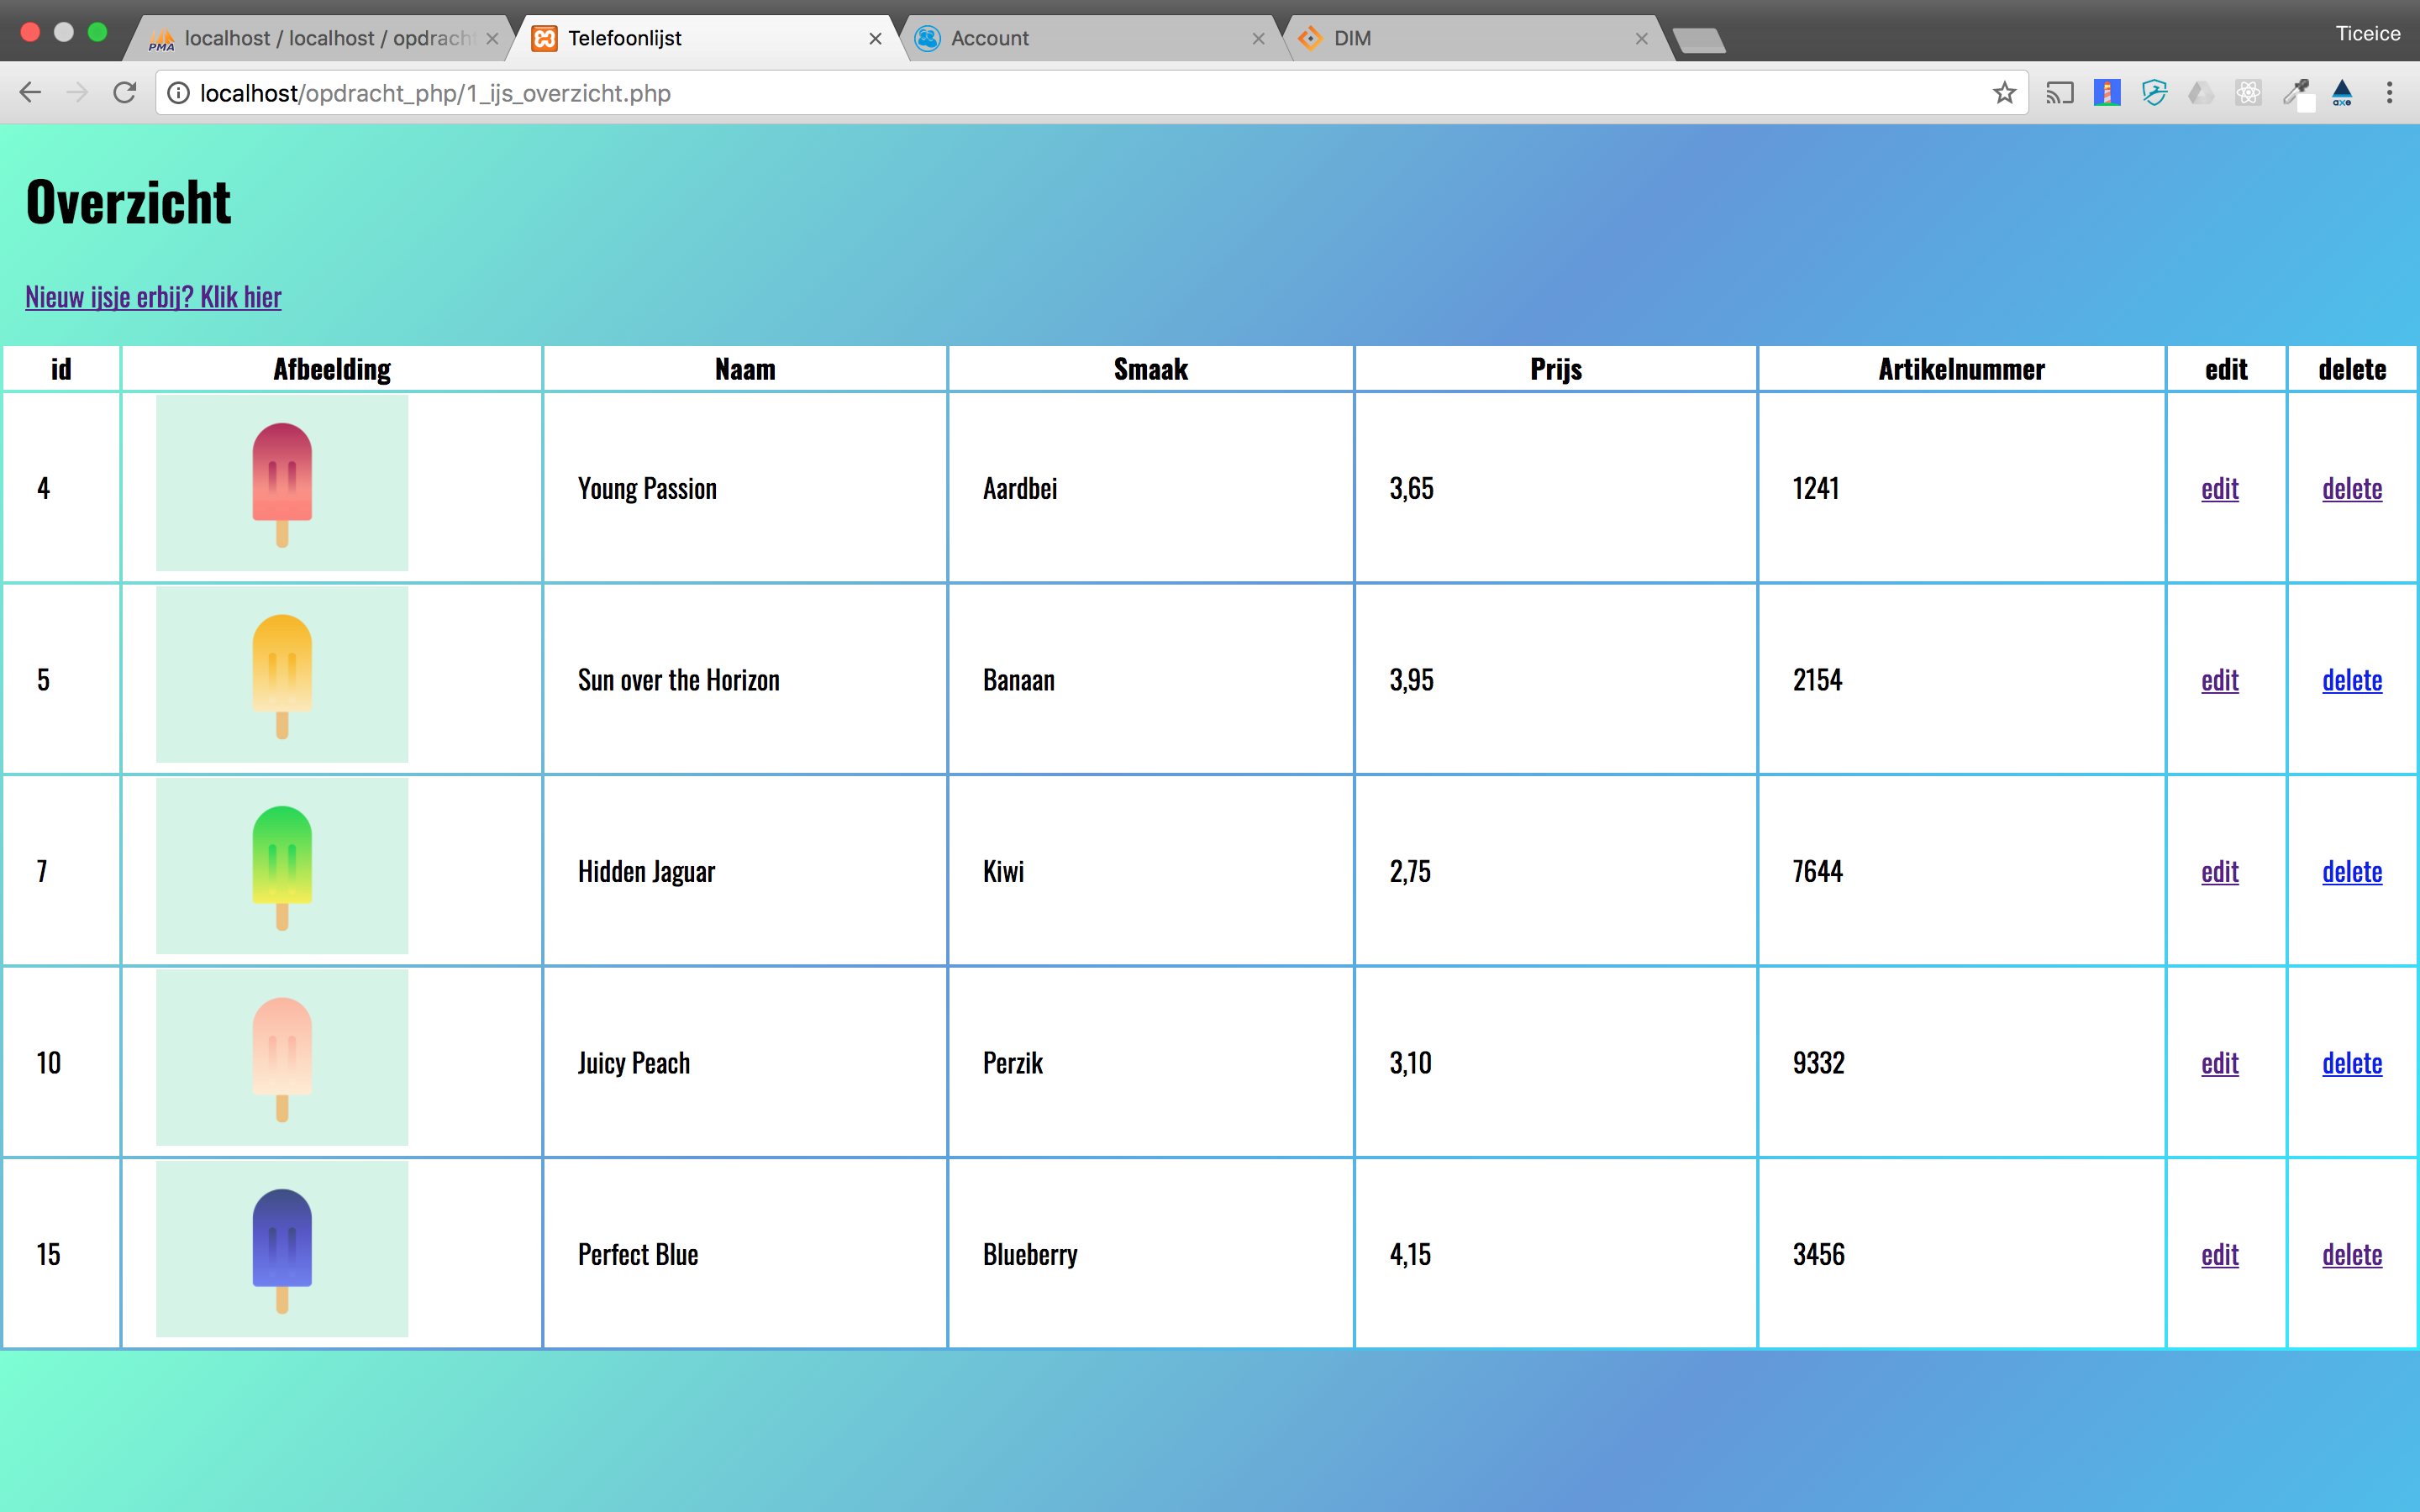 PMA localhost / localhost / opdracht
Telefoonlijst
Account
DIM
Ticeice
localhost/opdracht_php/1_ijs_overzicht.php
axe
Overzicht
Nieuw ijsje erbij? Klik hier
id Afbeelding Naam Smaak Prijs Artikelnummer edit delete
4 Young Passion Aardbei 3,65 1241 edit delete
5 Sun over the Horizon Banaan 3,95 2154 edit delete
7 Hidden Jaguar Kiwi 2,75 7644 edit delete
10 Juicy Peach Perzik 3,10 9332 edit delete
15 Perfect Blue Blueberry 4,15 3456 edit delete